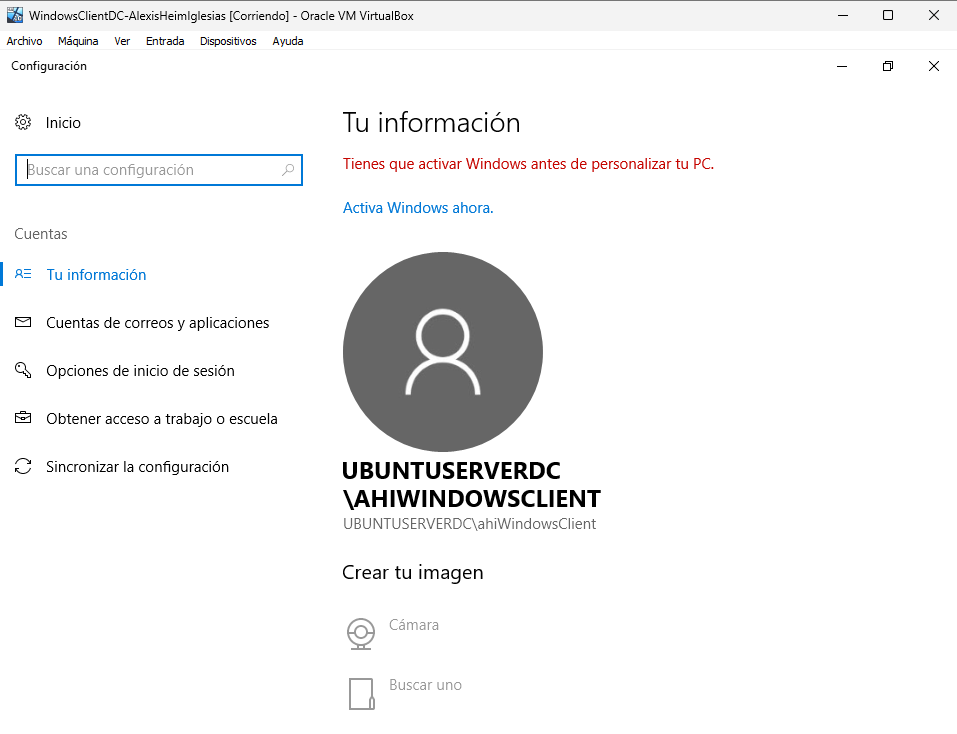 WindowsClientDC-AlexisHeimIglesias [Corriendo] - Oracle VM VirtualBox
Archivo Máquina Ver Entrada Dispositivos Ayuda
Configuración
Inicio
Buscar una configuración
Cuentas
Tu información
Cuentas de correos y aplicaciones
Opciones de inicio de sesión
Obtener acceso a trabajo o escuela
Sincronizar la configuración
Tu información
Tienes que activar Windows antes de personalizar tu PC.
Activa Windows ahora.
UBUNTUSERVERDC
\AHIWINDOWSCLIENT
UBUNTUSERVERDC\ahiWindowsClient
Crear tu imagen
Cámara
Buscar uno